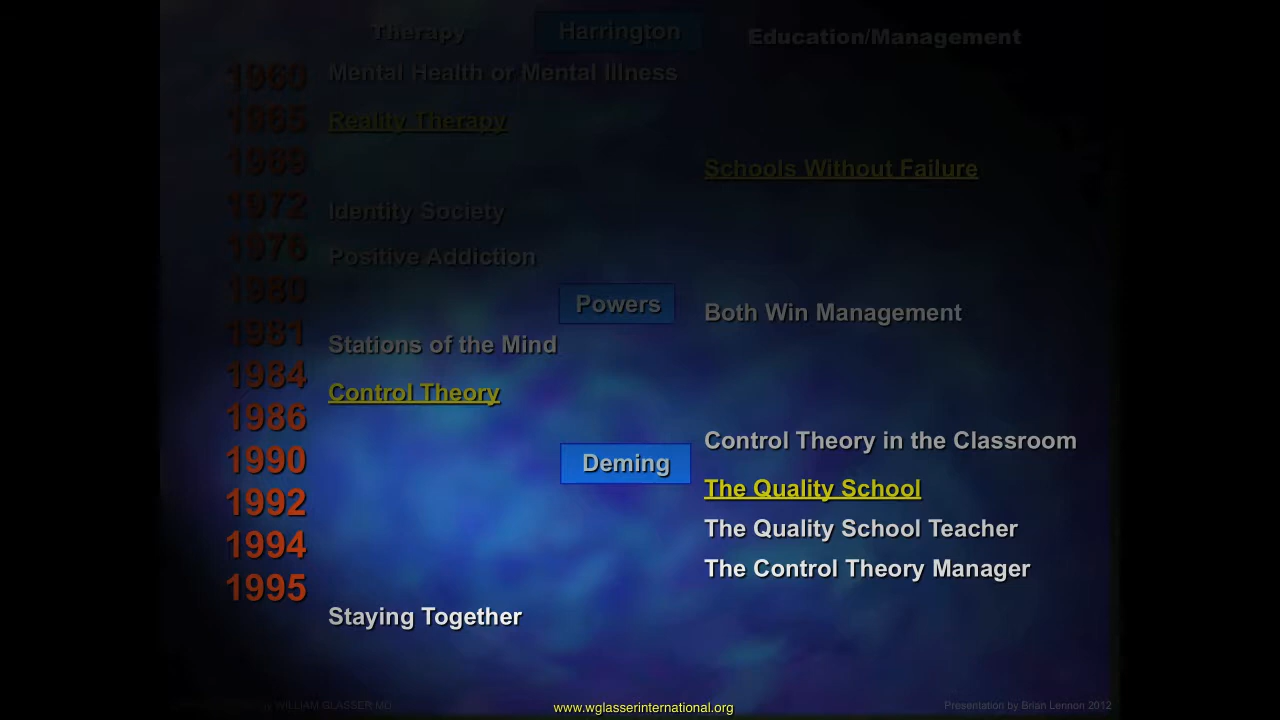 Therapy Harrington Education/Management
1960 Mental Health or Mental Illness
1965 Reality Therapy
1969 Schools Without Failure
1972 Identity Society
1976 Positive Addiction
1980 Powers Both Win Management
1981 Stations of the Mind
1984 Control Theory
1986 Control Theory in the Classroom
1990 Deming The Quality School
1992 The Quality School Teacher
1994 The Control Theory Manager
1995 Staying Together
WILLIAM GLASSER MD www.wglasserinternational.org Presentation by Brian Lennon 2012